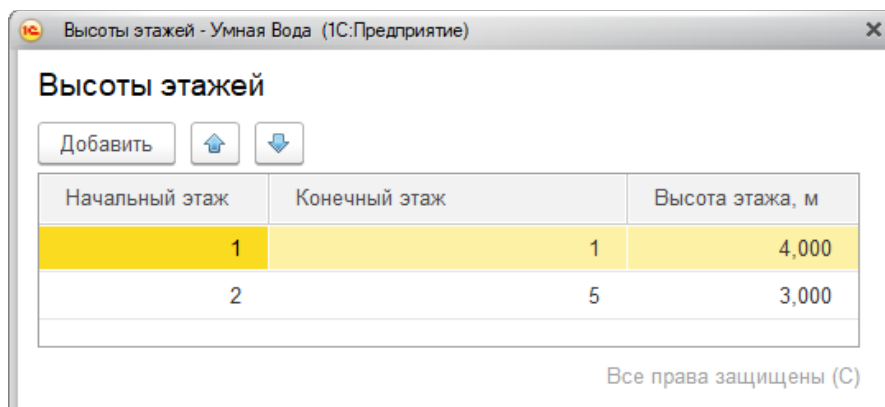 1С Высоты этажей - Умная Вода (1С:Предприятие)
Высоты этажей
Добавить
Начальный этаж Конечный этаж Высота этажа, м
1 1 4,000
2 5 3,000
Все права защищены (С)